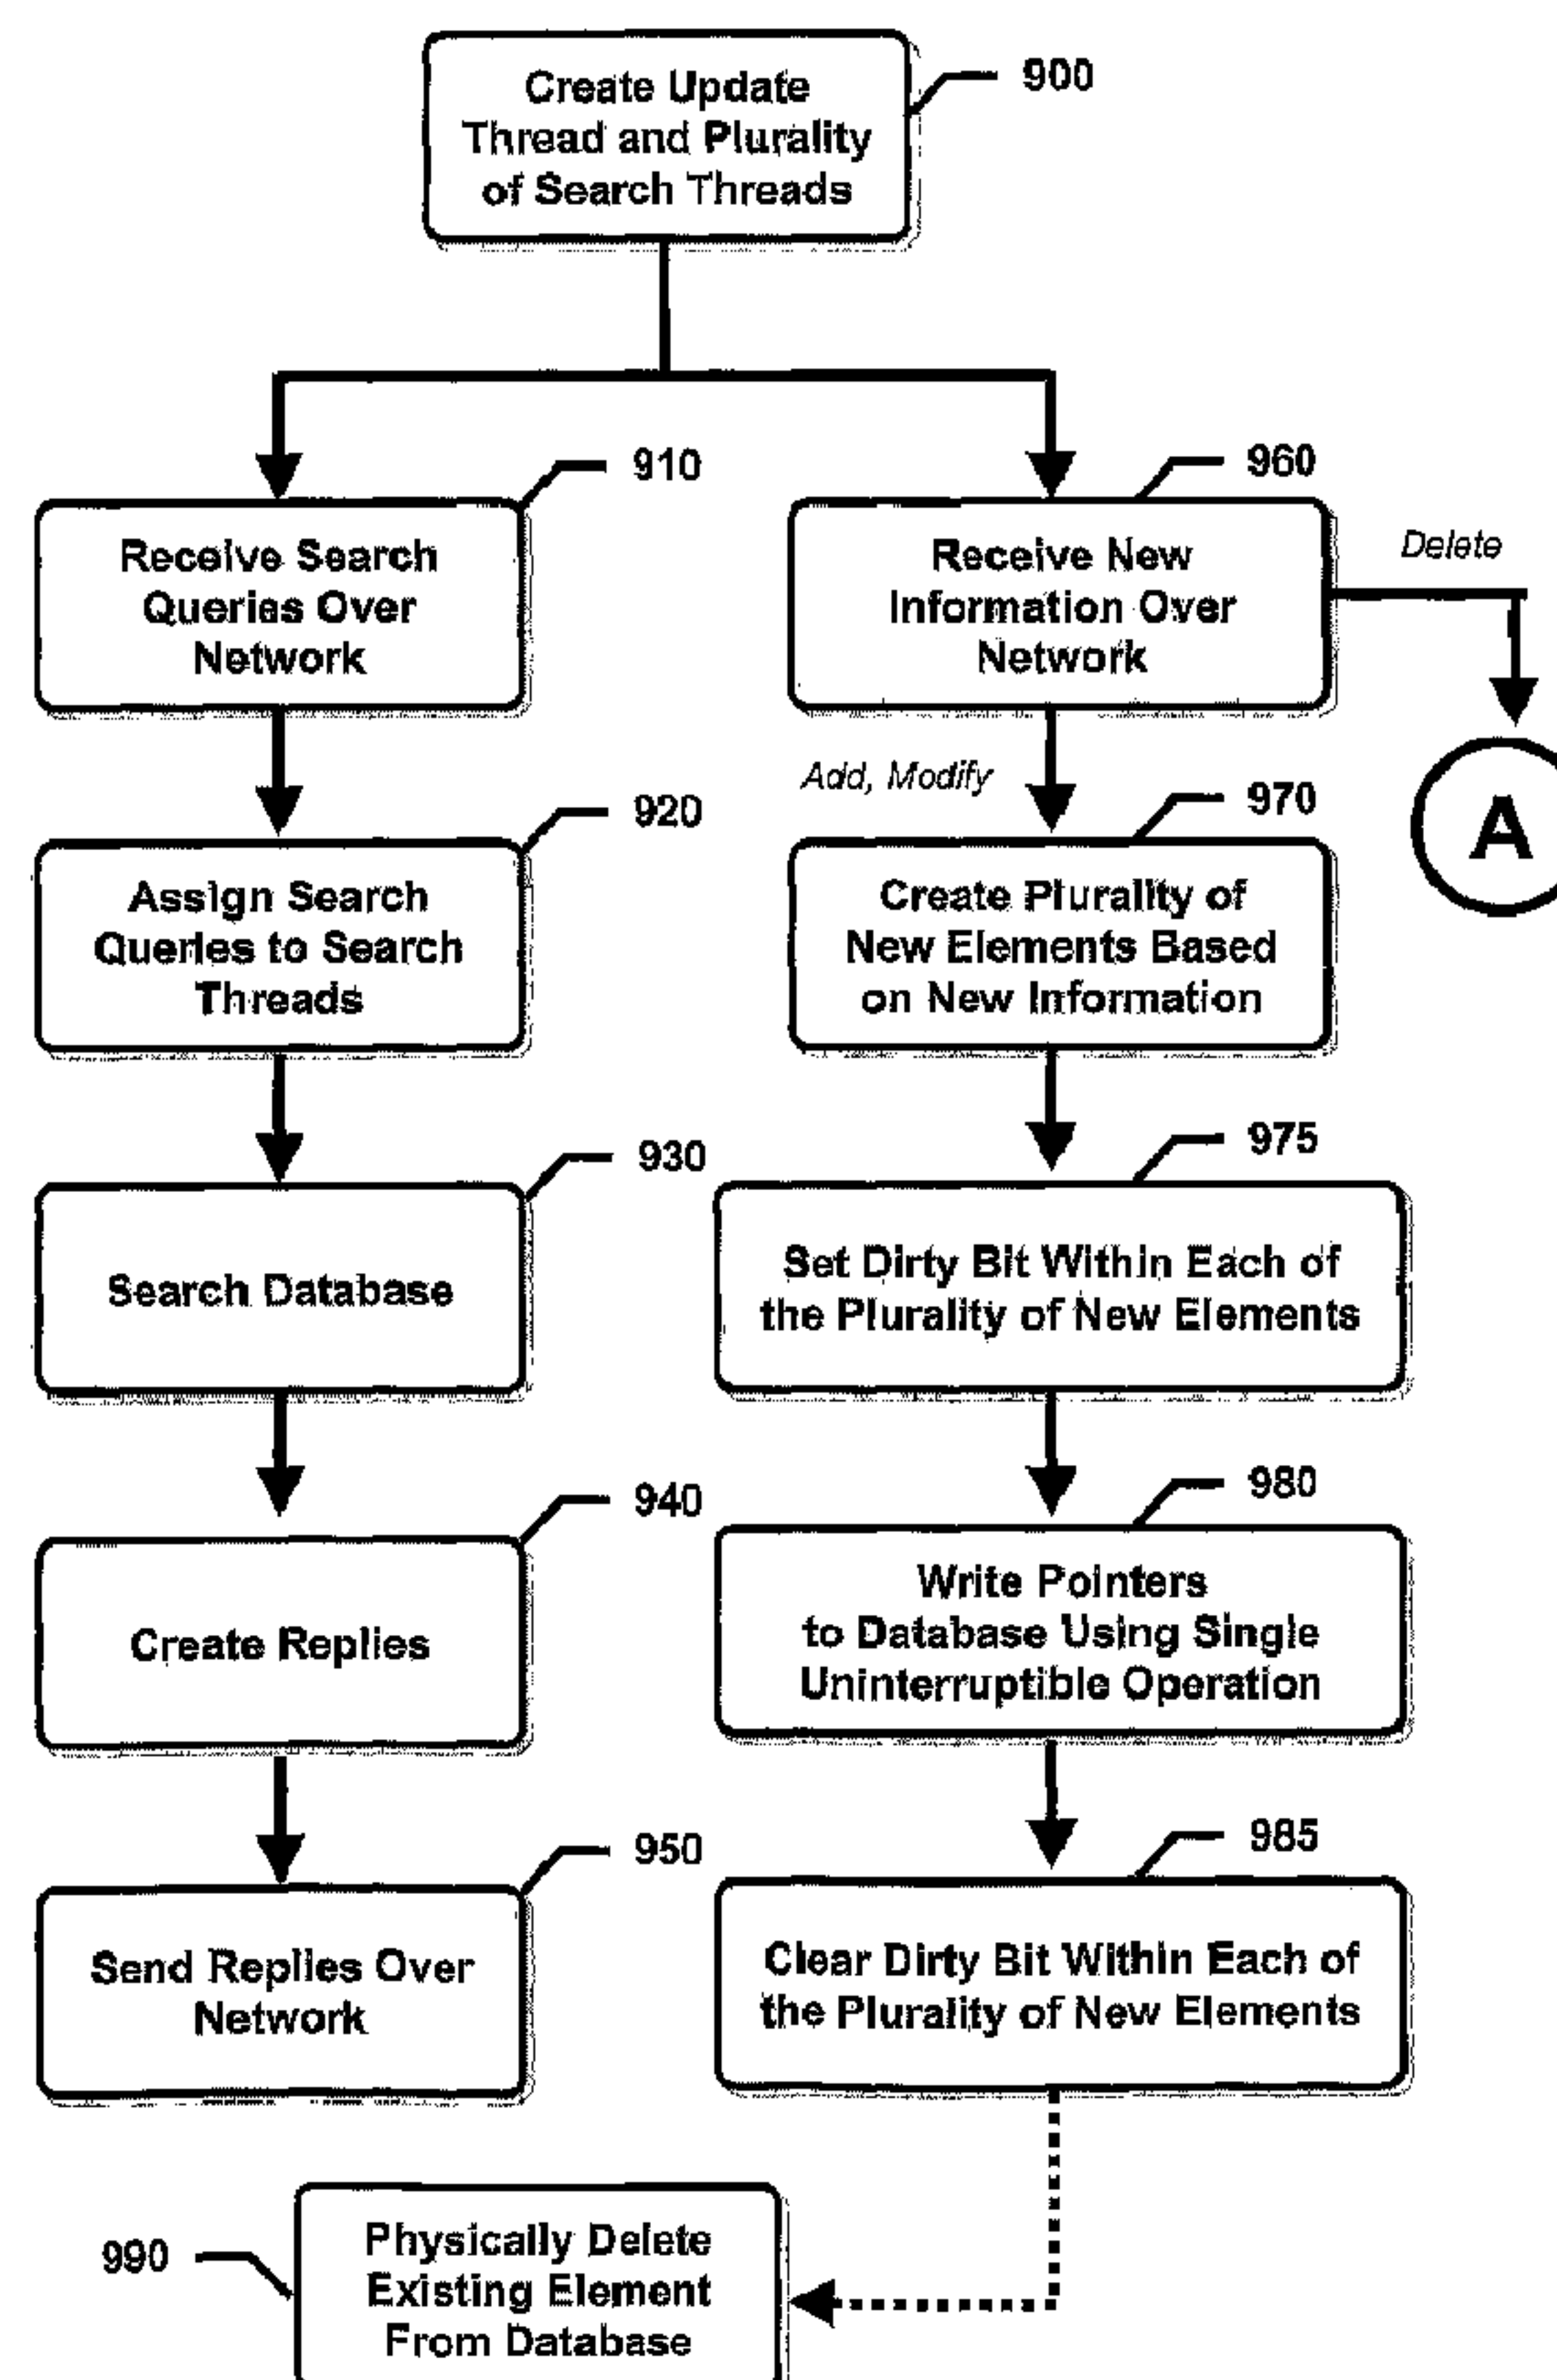 Create Update
Thread and Plurality
of Search Threads
900
910
Receive Search
Queries Over
Network
960
Receive New
Information Over
Network
Delete
A
920
Assign Search
Queries to Search
Threads
Add, Modify
970
Create Plurality of
New Elements Based
on New Information
930
Search Database
975
Set Dirty Bit Within Each of
the Plurality of New Elements
940
Create Replies
980
Write Pointers
to Database Using Single
Uninterruptible Operation
950
Send Replies Over
Network
985
Clear Dirty Bit Within Each of
the Plurality of New Elements
990
Physically Delete
Existing Element
From Database